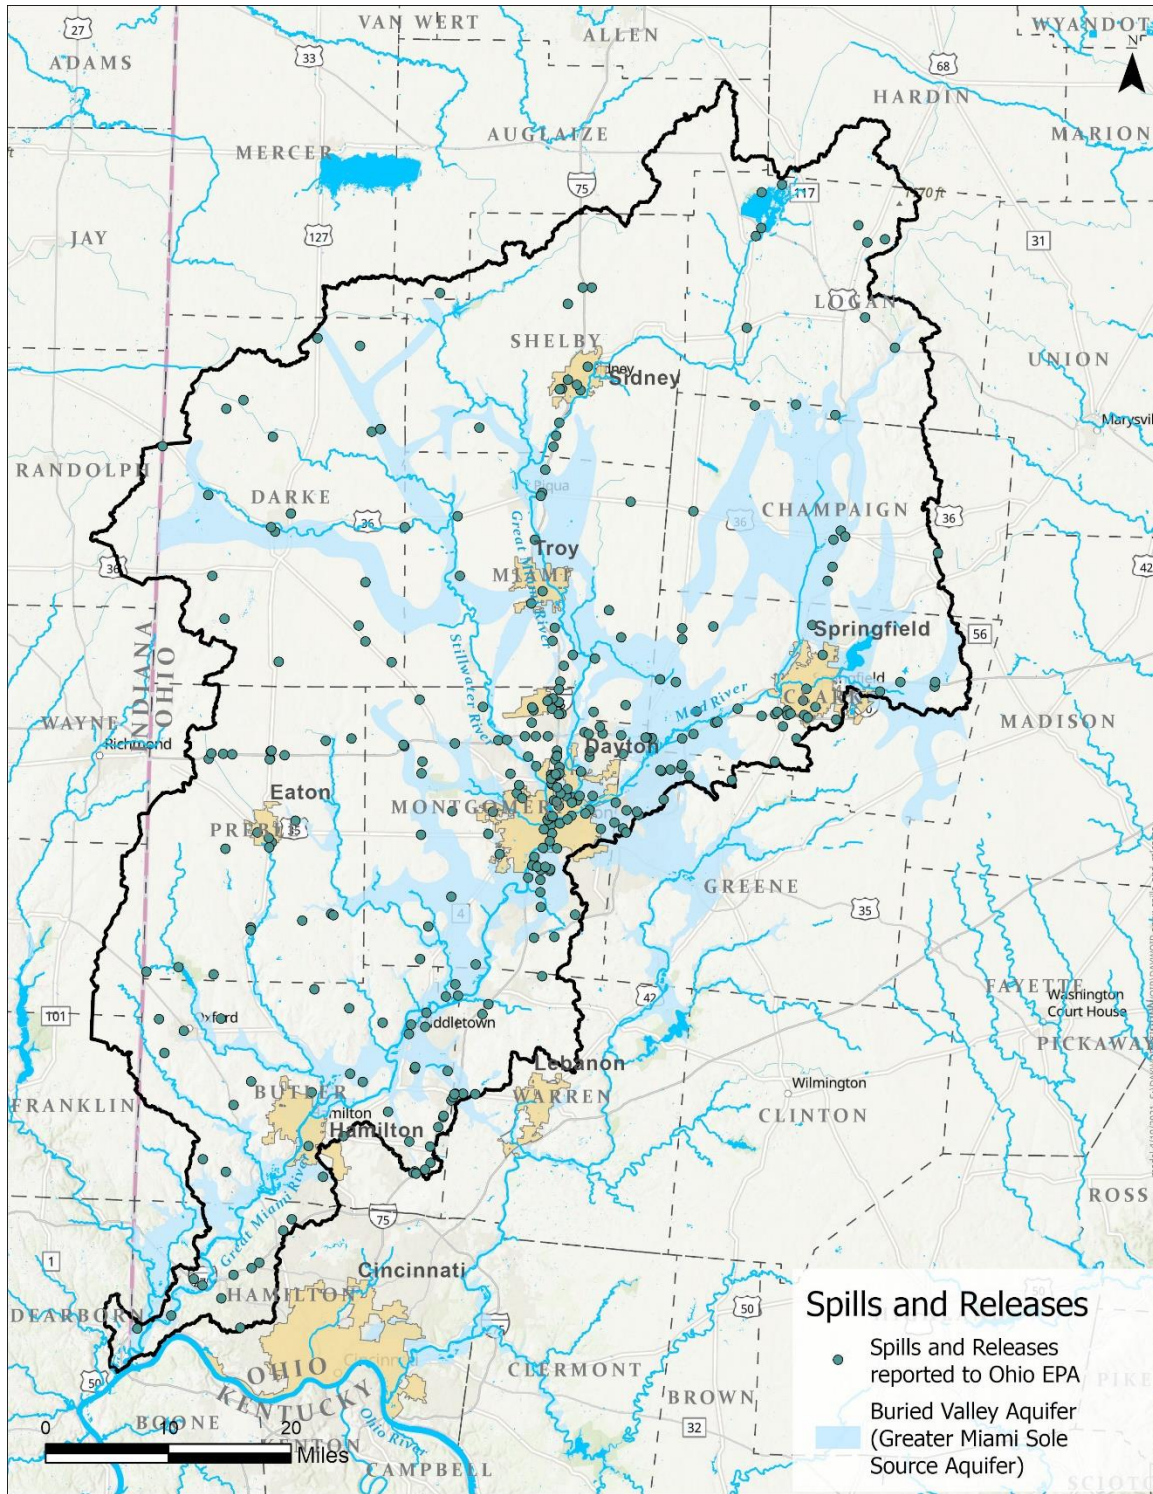 VAN WERT
WYANDOT
27
ALLEN
N
33
ADAMS
68
HARDIN
AUGLAIZE
MARION
MERCER
75
117
127
JAY
31
LOGAN
SHELBY
UNION
Sidney
Marysvil
RANDOLPH
DARKE
Piqua
CHAMPAIGN
36
36
36
Great Miami River
Troy
36
MIAMI
42
INDIANA
OHIO
Springfield
56
Stillwater River
CLARK
Mad River
WAYNE
MADISON
Richmond
Dayton
Eaton
MONTGOMERY
PREBLE
35
GREENE
35
4
FAYETTE
42
Washington
Court House
101
Oxford
ddletown
PICKAWAY
Lebanon
Wilmington
BUTLER
WARREN
FRANKLIN
CLINTON
milton
Hamilton
Great Miami River
ROSS
75
1
Cincinnati
HAMILTON
DEARBORN
50
Spills and Releases
Spills and Releases
reported to Ohio EPA
OHIO
CLERMONT
50
KENTUCKY
BROWN
Buried Valley Aquifer
(Greater Miami Sole
Source Aquifer)
BOONE
32
Ohio River
0 10 20
Miles
KENTON
CAMPBELL
SCIOTO